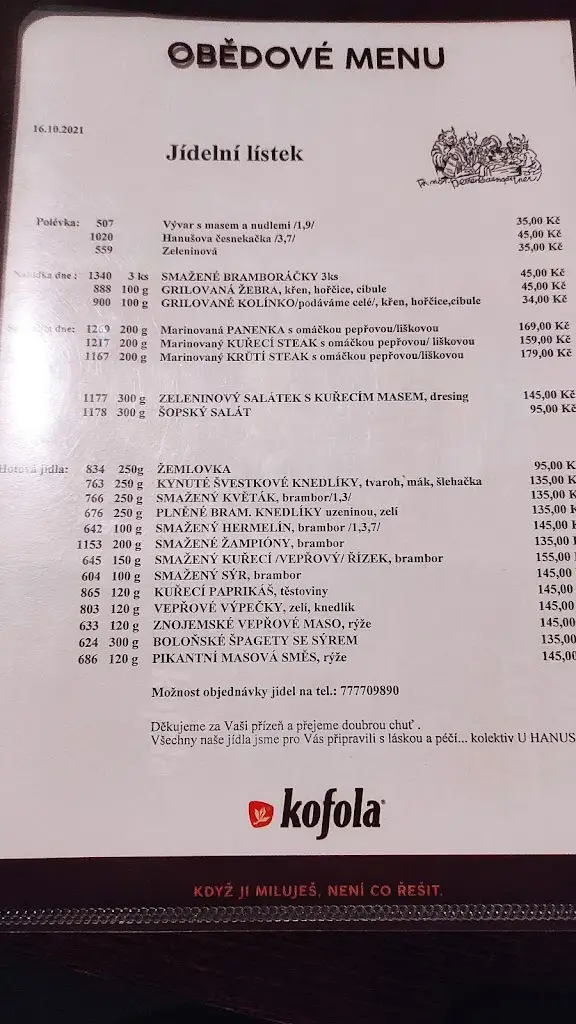 OBĚDOVÉ MENU
16.10.2021
Jídelní lístek
Polévka: 507 Vývar s masem a nudlemi /1,9/ 35,00 Kč
1020 Hanušova česnekačka /3,7/ 45,00 Kč
559 Zeleninová 35,00 Kč
Nabídka dne : 1340 3 ks SMAŽENÉ BRAMBORÁČKY 3ks 45,00 Kč
888 100 g GRILOVANÁ ŽEBRA, křen, hořčice, cibule 45,00 Kč
900 100 g GRILOVANÉ KOLÍNKO/podáváme celé/, křen, hořčice,cibule 34,00 Kč
dne: 1269 200 g Marinovaná PANENKA s omáčkou pepřovou/liškovou 169,00 Kč
1217 200 g Marinovaný KUŘECÍ STEAK s omáčkou pepřovou/ liškovou 159,00 Kč
1167 200 g Marinovaný KRŮTÍ STEAK s omáčkou pepřovou/liškovou 179,00 Kč
1177 300 g ZELENINOVÝ SALÁTEK S KUŘECÍM MASEM, dresing 145,00 Kč
1178 300 g ŠOPSKÝ SALÁT 95,00 Kč
Hotová jídla: 834 250g ŽEMLOVKA 95,00 Kč
763 250 g KYNUTÉ ŠVESTKOVÉ KNEDLÍKY, tvaroh, mák, šlehačka 135,00 Kč
766 250 g SMAŽENÝ KVĚTÁK, brambor/1,3/ 135,00 K
676 250 g PLNĚNÉ BRAM. KNEDLÍKY uzeninou, zelí 135,00 K
642 100 g SMAŽENÝ HERMELÍN, brambor /1,3,7/ 145,00 K
1153 200 g SMAŽENÉ ŽAMPIÓNY, brambor 135,00 K
645 150 g SMAŽENÝ KUŘECÍ /VEPŘOVÝ/ ŘÍZEK, brambor 155,00 K
604 100 g SMAŽENÝ SÝR, brambor 145,00
865 120 g KUŘECÍ PAPRIKÁŠ, těstoviny 145,00
803 120 g VEPŘOVÉ VÝPEČKY, zelí, knedlík 145,00
633 120 g ZNOJEMSKÉ VEPŘOVÉ MASO, rýže 145,00
624 300 g BOLOŇSKÉ ŠPAGETY SE SÝREM 135,00
686 120 g PIKANTNÍ MASOVÁ SMĚS, rýže 145,00
Možnost objednávky jidel na tel.: 777709890
Děkujeme za Vaši přízeň a přejeme doubrou chuť .
Všechny naše jídla jsme pro Vás připravili s láskou a péčí... kolektiv U HANUS
kofola
KDYŽ JI MILUJEŠ, NENÍ CO ŘEŠIT.